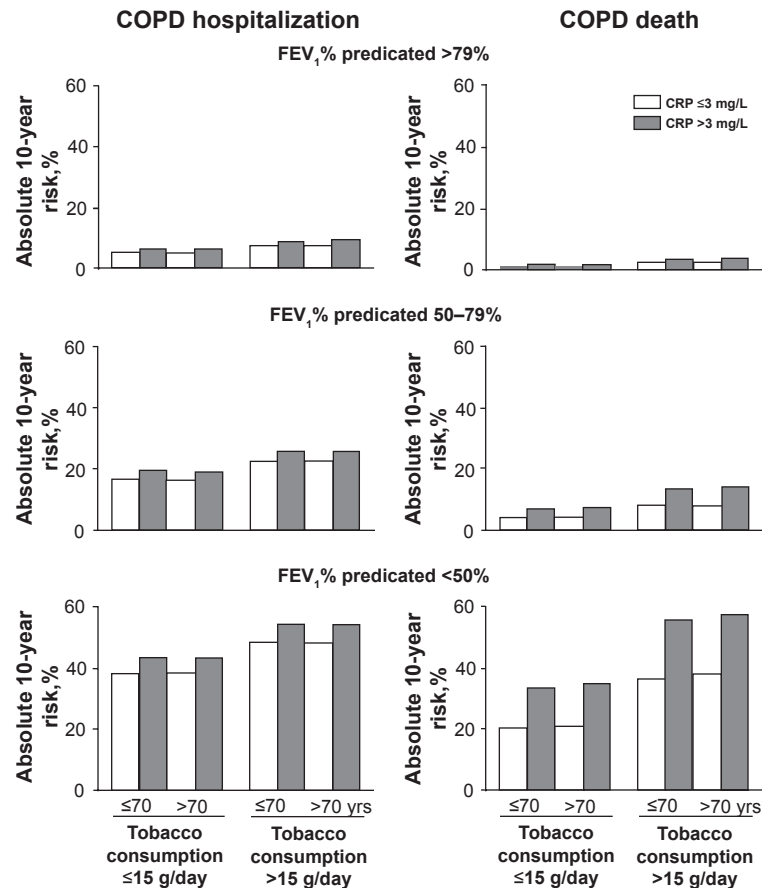 COPD hospitalization
COPD death
FEV₁% predicated >79%
Absolute 10-year
risk,%
60
40
20
0
Absolute 10-year
risk,%
60
40
20
0
CRP ≤3 mg/L
CRP >3 mg/L
FEV₁% predicated 50–79%
Absolute 10-year
risk,%
60
40
20
0
Absolute 10-year
risk,%
60
40
20
0
FEV₁% predicated <50%
Absolute 10-year
risk,%
60
40
20
0
Absolute 10-year
risk,%
60
40
20
0
≤70 >70 ≤70 >70 yrs
Tobacco
consumption
≤15 g/day
Tobacco
consumption
>15 g/day
≤70 >70 ≤70 >70 yrs
Tobacco
consumption
≤15 g/day
Tobacco
consumption
>15 g/day